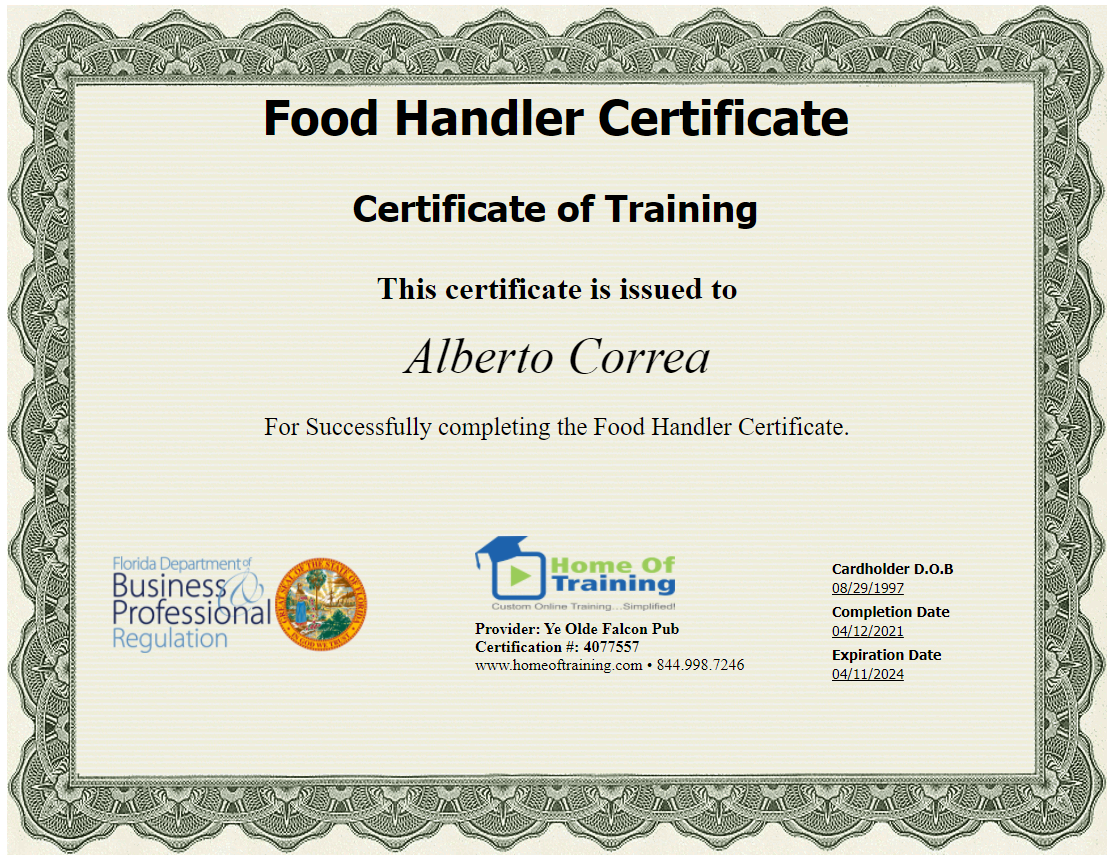 Food Handler Certificate
Certificate of Training
This certificate is issued to
Alberto Correa
For Successfully completing the Food Handler Certificate.
Florida Department of
Business &
Professional
Regulation
GREAT SEAL OF THE STATE OF FLORIDA
IN GOD WE TRUST
Home Of
Training
Custom Online Training...Simplified!
Provider: Ye Olde Falcon Pub
Certification #: 4077557
www.homeoftraining.com • 844.998.7246
Cardholder D.O.B
08/29/1997
Completion Date
04/12/2021
Expiration Date
04/11/2024